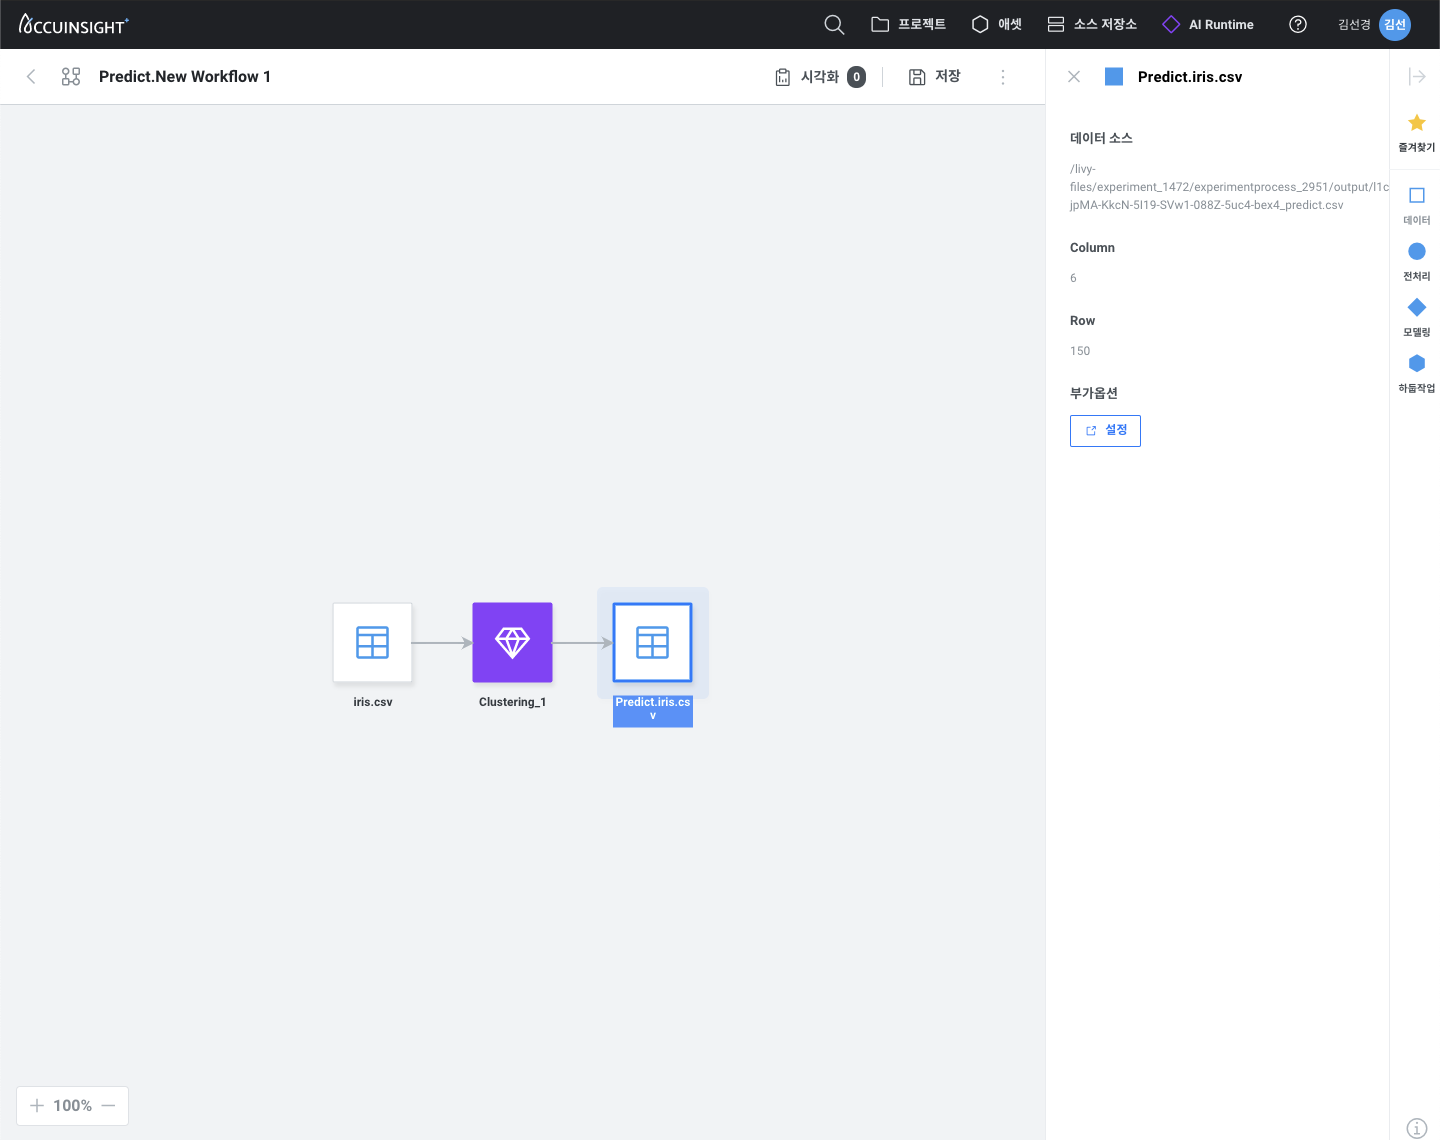 ACCUINSIGHT+
프로젝트
애셋
소스 저장소
AI Runtime
김선경
김선
Predict.New Workflow 1
시각화 0
저장
Predict.iris.csv
데이터 소스
/livy-
files/experiment_1472/experimentprocess_2951/output/l1c
jpMA-KkcN-5I19-SVw1-088Z-5uc4-bex4_predict.csv
Column
6
Row
150
부가옵션
설정
즐겨찾기
데이터
전처리
모델링
하둡작업
iris.csv
Clustering_1
Predict.iris.cs
v
100%